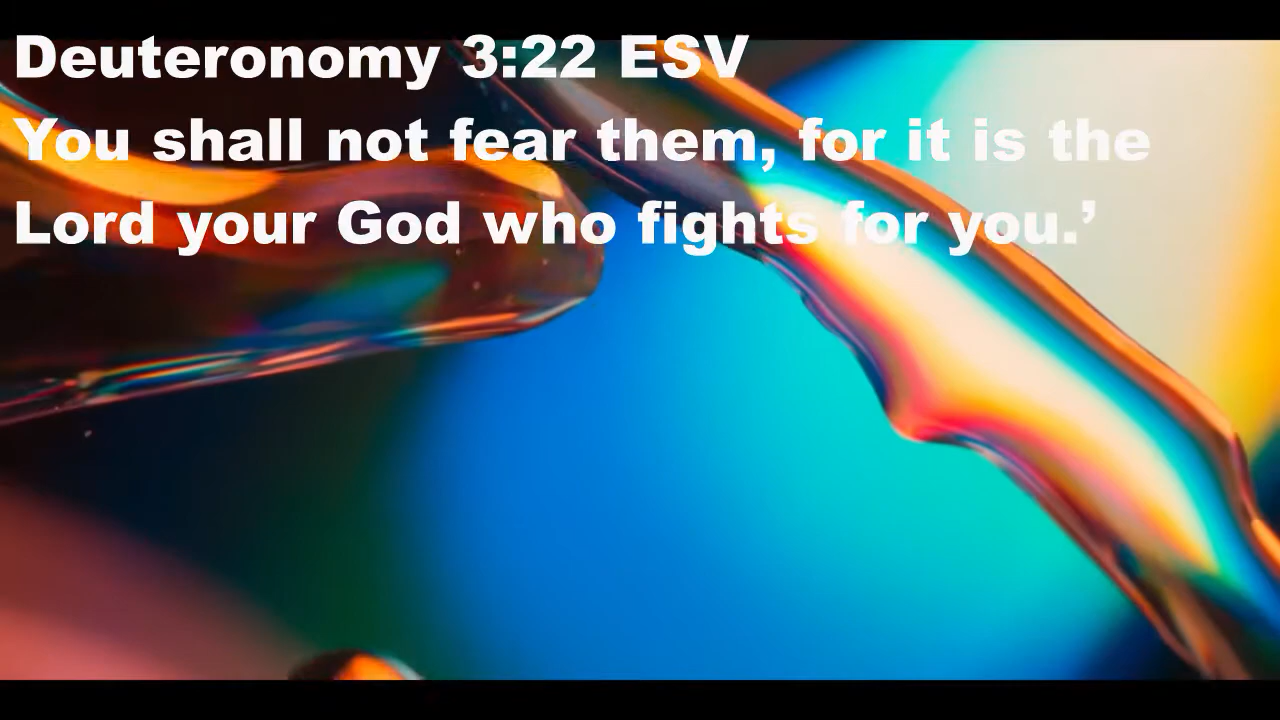 Deuteronomy 3:22 ESV
You shall not fear them, for it is the
Lord your God who fights for you.’